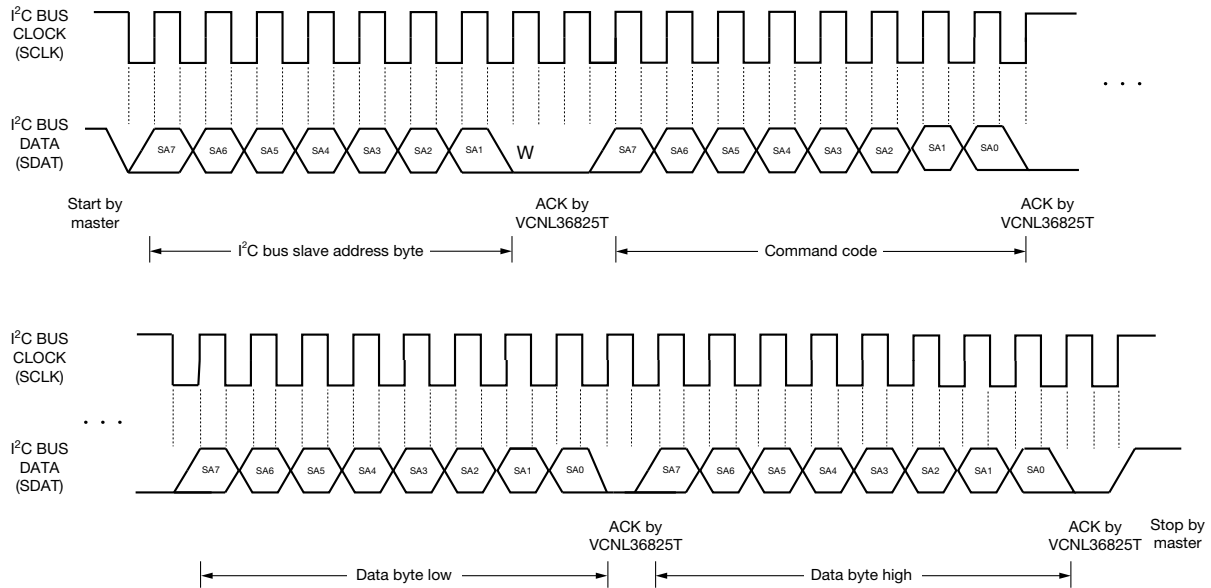 I²C BUS
CLOCK
(SCLK)
. . .
I²C BUS
DATA
(SDAT)
SA7 SA6 SA5 SA4 SA3 SA2 SA1 W SA7 SA6 SA5 SA4 SA3 SA2 SA1 SA0
Start by
master
ACK by
VCNL36825T
ACK by
VCNL36825T
I²C bus slave address byte
Command code
I²C BUS
CLOCK
(SCLK)
. . .
I²C BUS
DATA
(SDAT)
SA7 SA6 SA5 SA4 SA3 SA2 SA1 SA0 SA7 SA6 SA5 SA4 SA3 SA2 SA1 SA0
ACK by
VCNL36825T
ACK by
VCNL36825T
Stop by
master
Data byte low
Data byte high